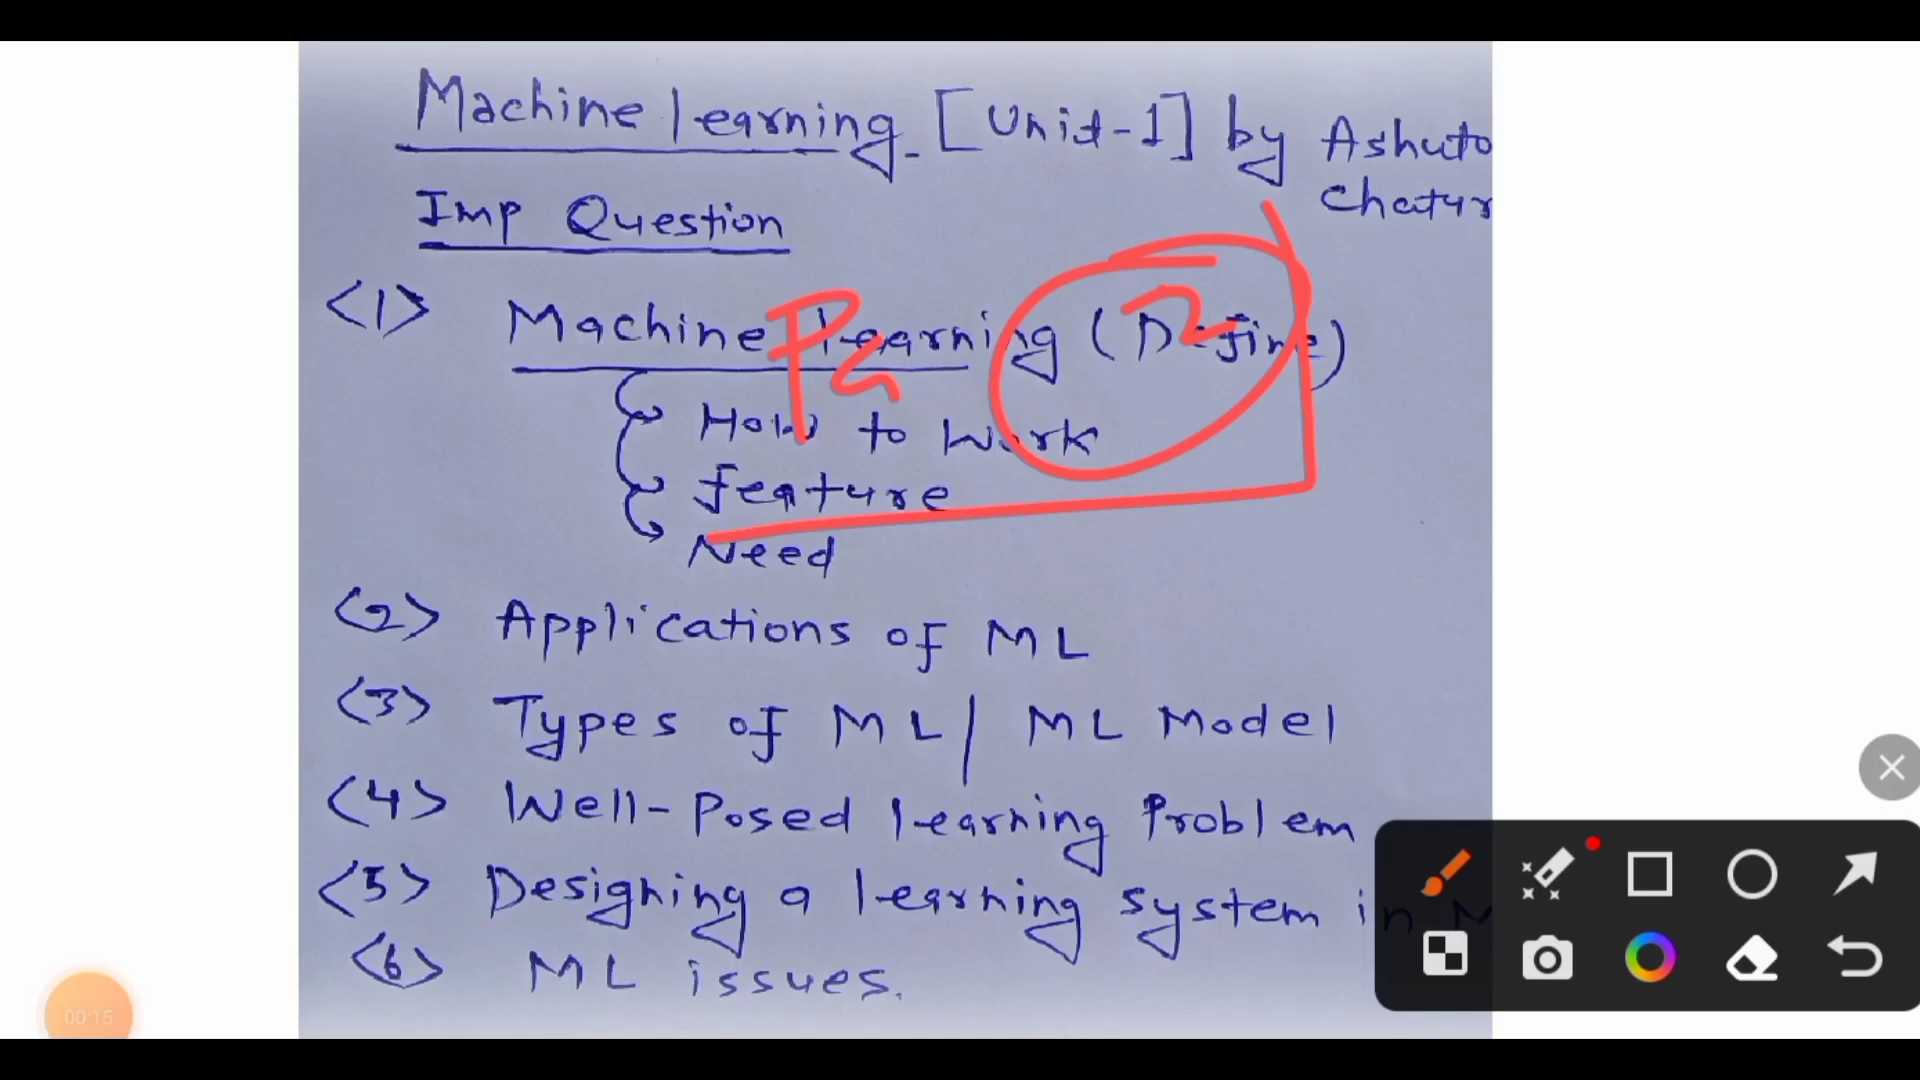 Machine learning [Unit-1] by Ashuto
Chatur
Imp Question
<1> Machine learning (Define)
How to Work
feature
Need
<2> Applications of ML
<3> Types of ML/ ML Model
<4> Well-Posed learning Problem
<5> Designing a learning system in M
<6> ML issues.
00:15